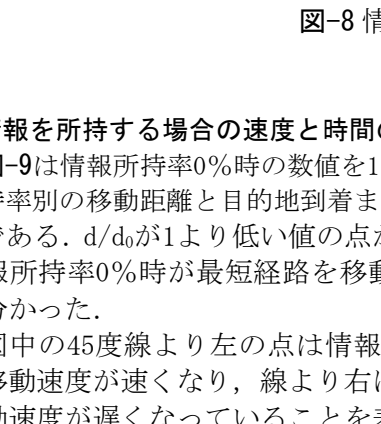 図-8 情
情報を所持する場合の速度と時間の
図-9は情報所持率0%時の数値を1
持率別の移動距離と目的地到着ま
である．d/d₀が1より低い値の点が
報所持率0%時が最短経路を移動
分かった．
図中の45度線より左の点は情報
移動速度が速くなり，線より右に
動速度が遅くなっていることを表